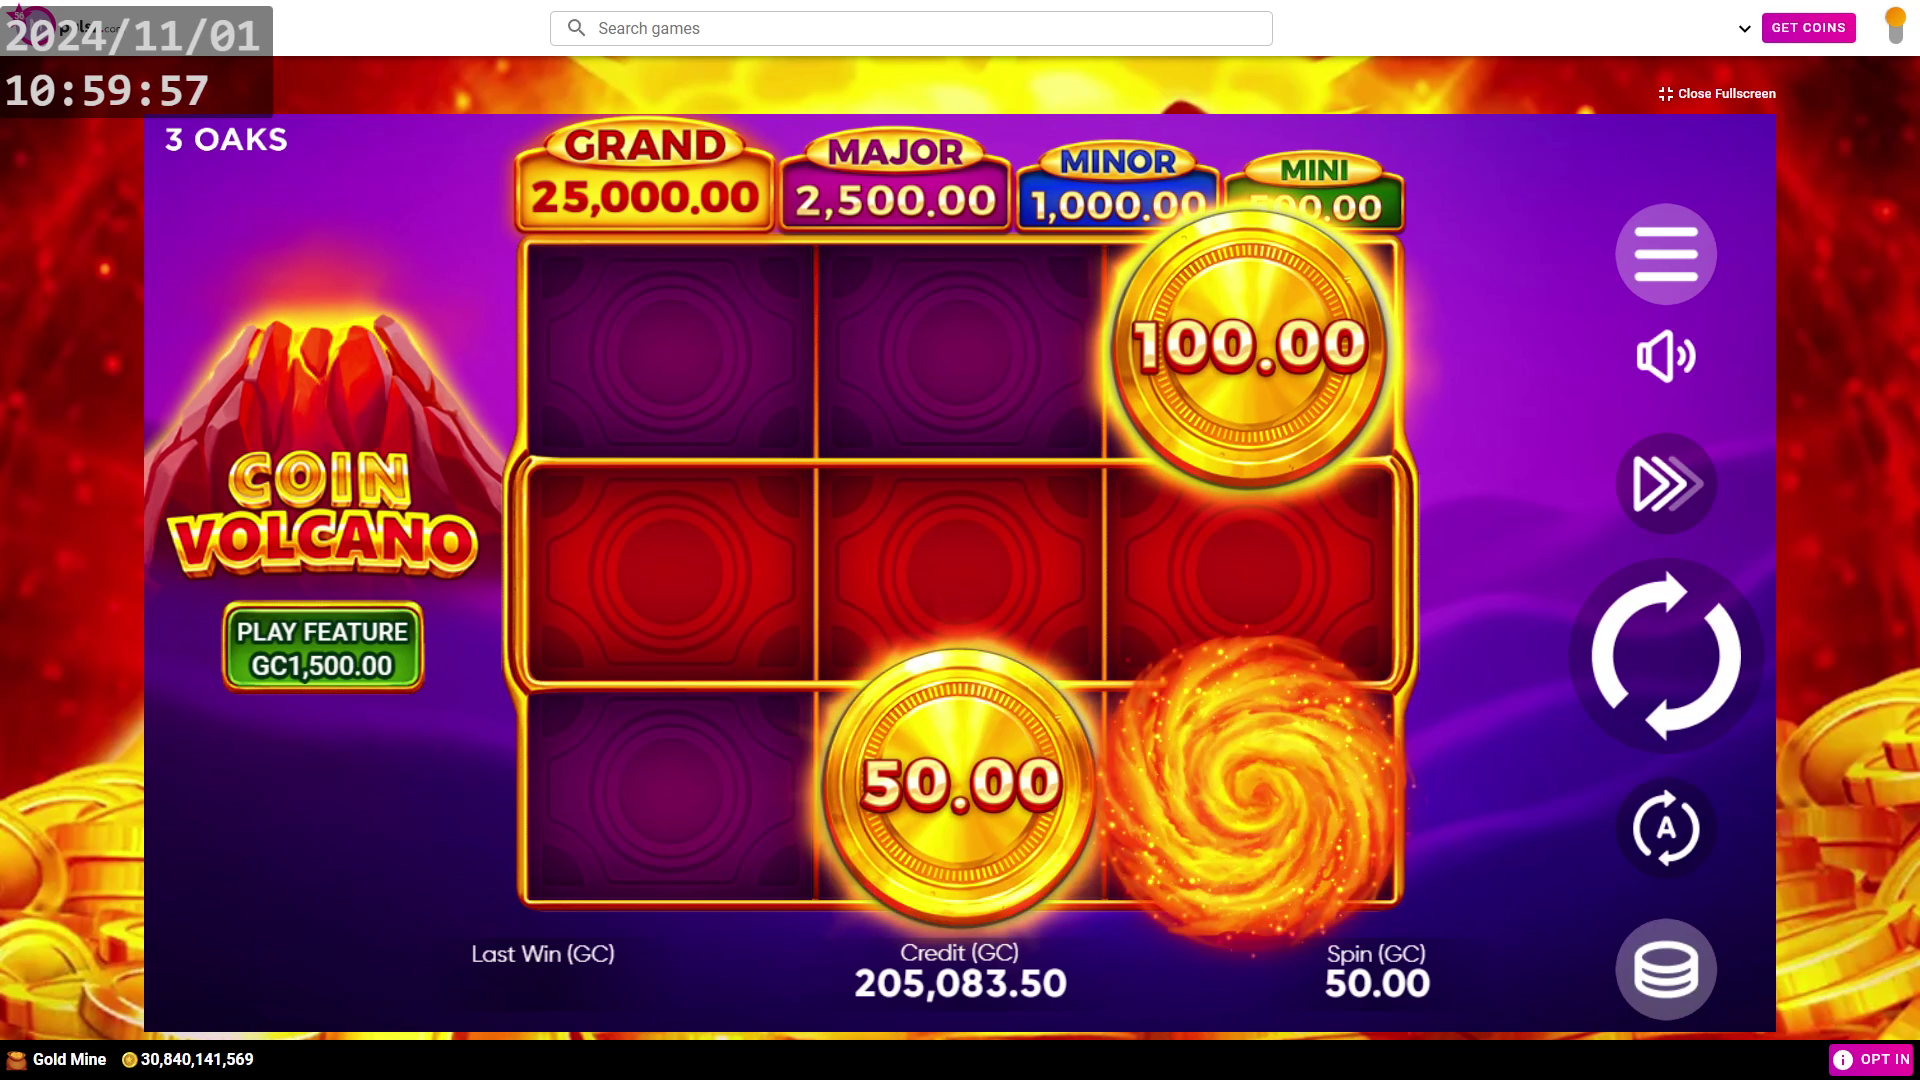 2024/11/01
10:59:57
Search games
GET COINS
Close Fullscreen
3 OAKS
GRAND
25,000.00
MAJOR
2,500.00
MINOR
1,000.00
MINI
500.00
100.00
COIN
VOLCANO
PLAY FEATURE
GC1,500.00
50.00
A
Last Win (GC)
Credit (GC)
205,083.50
Spin (GC)
50.00
Gold Mine
30,840,141,569
OPT IN